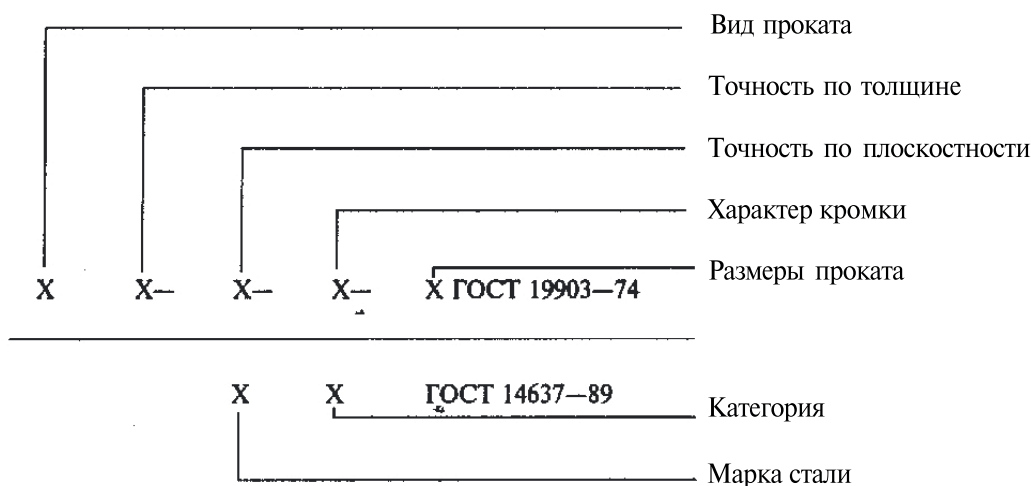 Вид проката
Точность по толщине
Точность по плоскостности
Характер кромки
Размеры проката
X X— X— X— X ГОСТ 19903—74
X X ГОСТ 14637—89
Категория
Марка стали